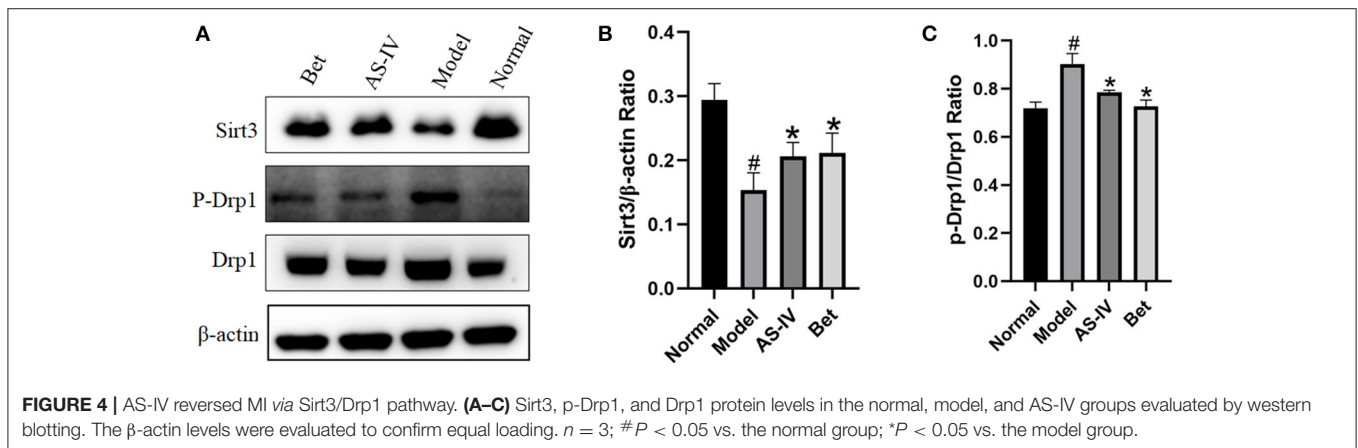 A
Bet
AS-IV
Model
Normal
Sirt3
P-Drp1
Drp1
β-actin
B
Sirt3/β-actin Ratio
0.4
0.3
0.2
0.1
0.0
#
*
*
Normal
Model
AS-IV
Bet
C
p-Drp1/Drp1 Ratio
1.0
0.8
0.6
0.4
0.2
0.0
#
*
*
Normal
Model
AS-IV
Bet
FIGURE 4 | AS-IV reversed MI via Sirt3/Drp1 pathway. (A–C) Sirt3, p-Drp1, and Drp1 protein levels in the normal, model, and AS-IV groups evaluated by western
blotting. The β-actin levels were evaluated to confirm equal loading. n = 3; #P < 0.05 vs. the normal group; *P < 0.05 vs. the model group.